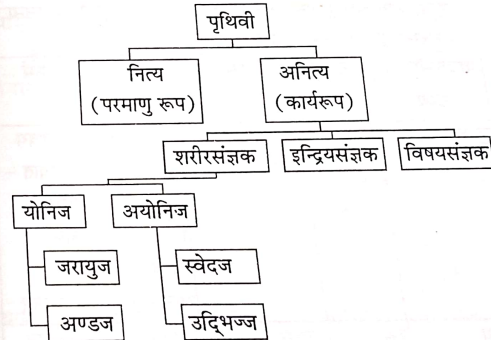 पृथिवी
नित्य
(परमाणु रूप)
अनित्य
(कार्यरूप)
शरीरसंज्ञक
इन्द्रियसंज्ञक
विषयसंज्ञक
योनिज
अयोनिज
जरायुज
स्वेदज
अण्डज
उद्भिज्ज